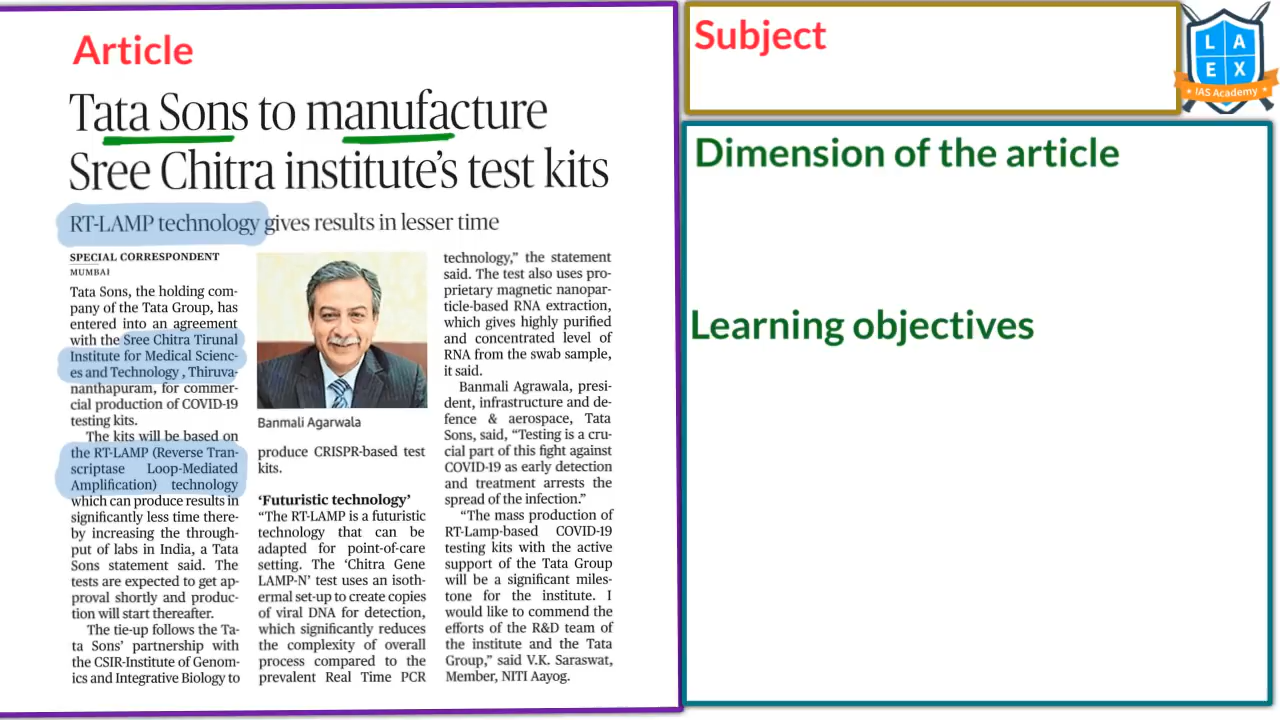 Article
Tata Sons to manufacture
Sree Chitra institute's test kits
RT-LAMP technology gives results in lesser time
SPECIAL CORRESPONDENT
MUMBAI
Tata Sons, the holding com-
pany of the Tata Group, has
entered into an agreement
with the Sree Chitra Tirunal
Institute for Medical Scienc-
es and Technology , Thiruva-
nanthapuram, for commer-
cial production of COVID-19
testing kits.
The kits will be based on
the RT-LAMP (Reverse Tran-
scriptase Loop-Mediated
Amplification) technology
which can produce results in
significantly less time there-
by increasing the through-
put of labs in India, a Tata
Sons statement said. The
tests are expected to get ap-
proval shortly and produc-
tion will start thereafter.
The tie-up follows the Ta-
ta Sons' partnership with
the CSIR-Institute of Genom-
ics and Integrative Biology to
Banmali Agarwala
produce CRISPR-based test
kits.
'Futuristic technology'
"The RT-LAMP is a futuristic
technology that can be
adapted for point-of-care
setting. The 'Chitra Gene
LAMP-N' test uses an isoth-
ermal set-up to create copies
of viral DNA for detection,
which significantly reduces
the complexity of overall
process compared to the
prevalent Real Time PCR
technology," the statement
said. The test also uses pro-
prietary magnetic nanopar-
ticle-based RNA extraction,
which gives highly purified
and concentrated level of
RNA from the swab sample,
it said.
Banmali Agrawala, presi-
dent, infrastructure and de-
fence & aerospace, Tata
Sons, said, "Testing is a cru-
cial part of this fight against
COVID-19 as early detection
and treatment arrests the
spread of the infection."
"The mass production of
RT-Lamp-based COVID-19
testing kits with the active
support of the Tata Group
will be a significant miles-
tone for the institute. I
would like to commend the
efforts of the R&D team of
the institute and the Tata
Group," said V.K. Saraswat,
Member, NITI Aayog.
Subject
Dimension of the article
Learning objectives
L A
E X
IAS Academy